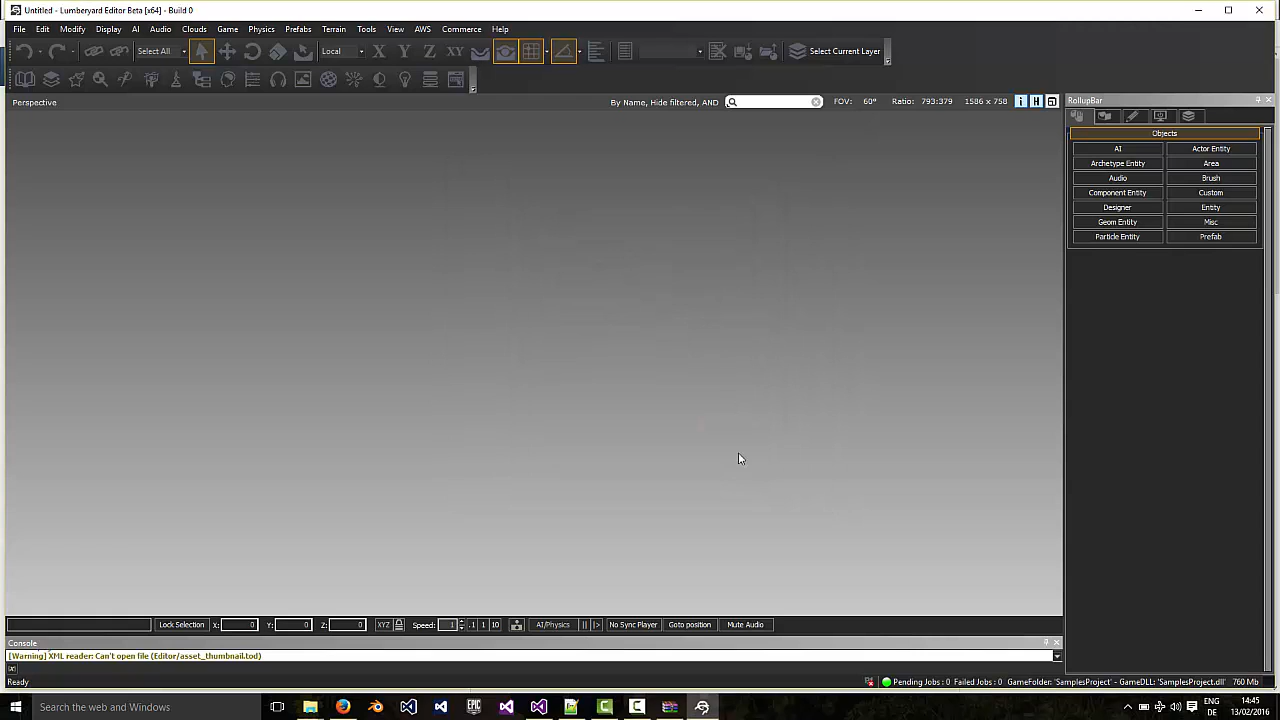 Untitled - Lumberyard Editor Beta [x64] - Build 0
File Edit Modify Display AI Audio Clouds Game Physics Prefabs Terrain Tools View AWS Commerce Help
Select All Local X Y Z XY Select Current Layer
Perspective By Name, Hide filtered, AND FOV: 60° Ratio: 793:379 1586 x 758 i H
RollupBar
Objects
AI Actor Entity
Archetype Entity Area
Audio Brush
Component Entity Custom
Designer Entity
Geom Entity Misc
Particle Entity Prefab
Lock Selection X: 0 Y: 0 Z: 0 XYZ Speed: 1 .1 1 10 AI/Physics || |> No Sync Player Goto position Mute Audio
Console
[Warning] XML reader: Can't open file (Editor/asset_thumbnail.tod)
Ready Pending Jobs : 0 Failed Jobs : 0 GameFolder: 'SamplesProject' - GameDLL: 'SamplesProject.dll' 760 Mb
Search the web and Windows
ENG
DE
14:45
13/02/2016